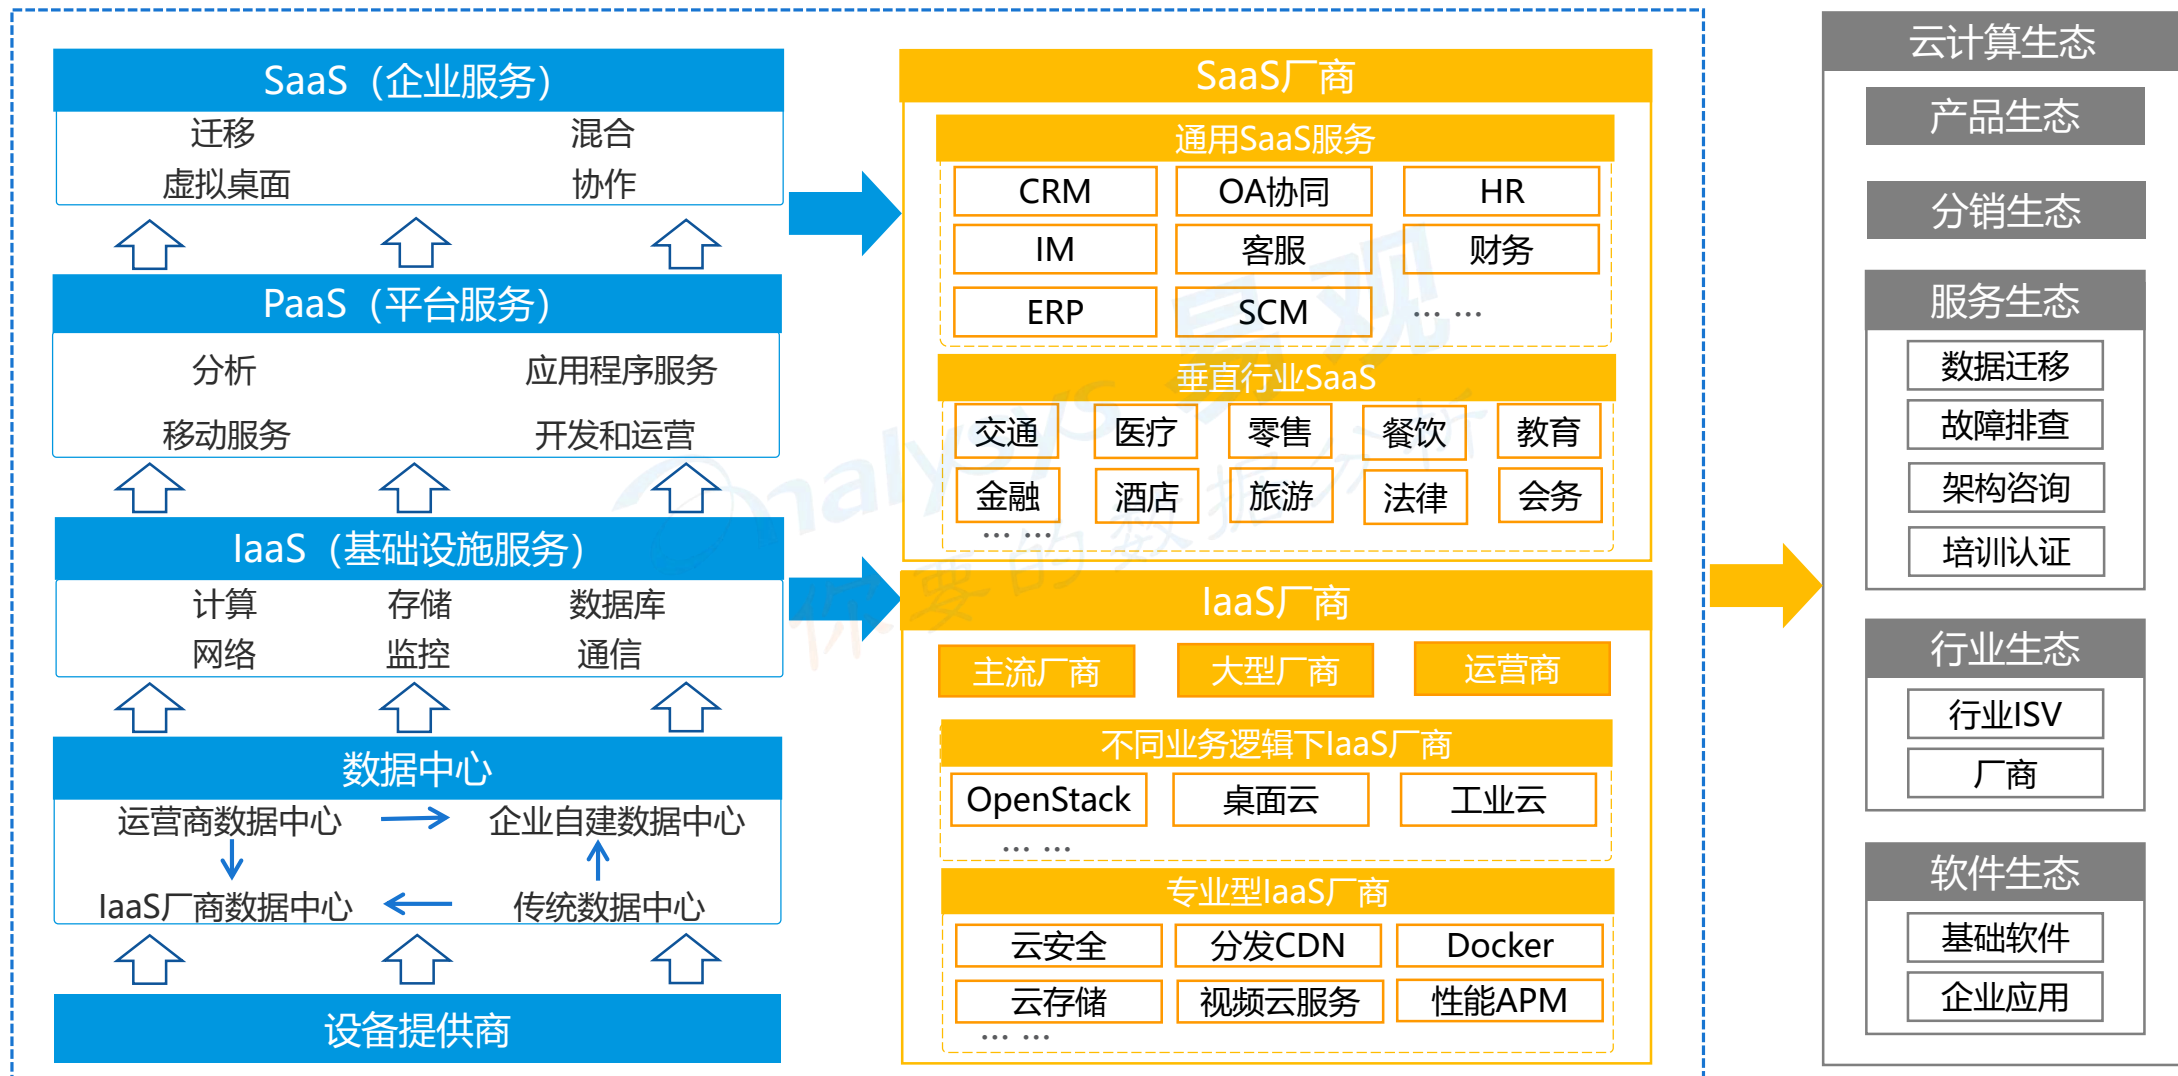 SaaS（企业服务）
迁移 混合
虚拟桌面 协作
PaaS（平台服务）
分析 应用程序服务
移动服务 开发和运营
IaaS（基础设施服务）
计算 存储 数据库
网络 监控 通信
数据中心
运营商数据中心 企业自建数据中心
IaaS厂商数据中心 传统数据中心
设备提供商
SaaS厂商
通用SaaS服务
CRM OA协同 HR
IM 客服 财务
ERP SCM ... ...
垂直行业SaaS
交通 医疗 零售 餐饮 教育
金融 酒店 旅游 法律 会务
... ...
IaaS厂商
主流厂商 大型厂商 运营商
不同业务逻辑下IaaS厂商
OpenStack 桌面云 工业云
... ...
专业型IaaS厂商
云安全 分发CDN Docker
云存储 视频云服务 性能APM
... ...
云计算生态
产品生态
分销生态
服务生态
数据迁移
故障排查
架构咨询
培训认证
行业生态
行业ISV
厂商
软件生态
基础软件
企业应用
nalysys 易观
你要的数据分析